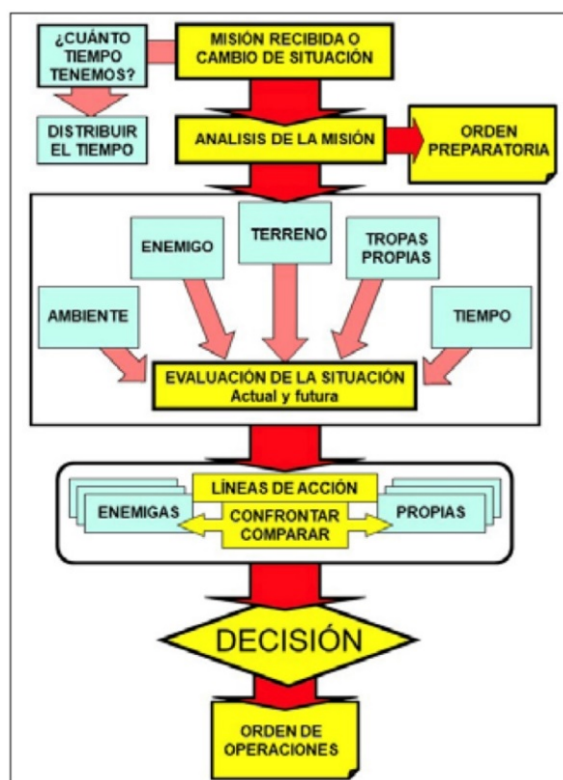 ¿CUÁNTO
TIEMPO
TENEMOS?
MISIÓN RECIBIDA O
CAMBIO DE SITUACIÓN
DISTRIBUIR
EL TIEMPO
ANALISIS DE LA MISIÓN
ORDEN
PREPARATORIA
AMBIENTE
ENEMIGO
TERRENO
TROPAS
PROPIAS
TIEMPO
EVALUACIÓN DE LA SITUACIÓN
Actual y futura
LÍNEAS DE ACCIÓN
ENEMIGAS
CONFRONTAR
COMPARAR
PROPIAS
DECISIÓN
ORDEN DE
OPERACIONES